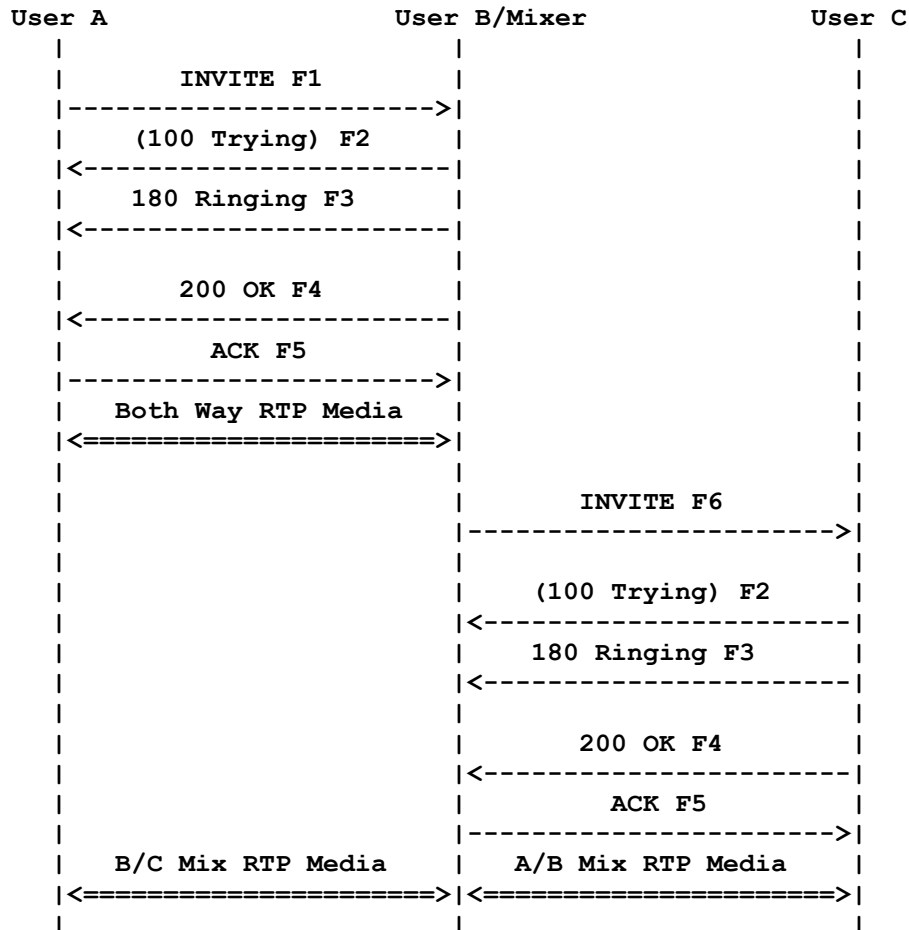 User A User B/Mixer User C
INVITE F1
(100 Trying) F2
180 Ringing F3
200 OK F4
ACK F5
Both Way RTP Media
INVITE F6
(100 Trying) F2
180 Ringing F3
200 OK F4
ACK F5
B/C Mix RTP Media A/B Mix RTP Media